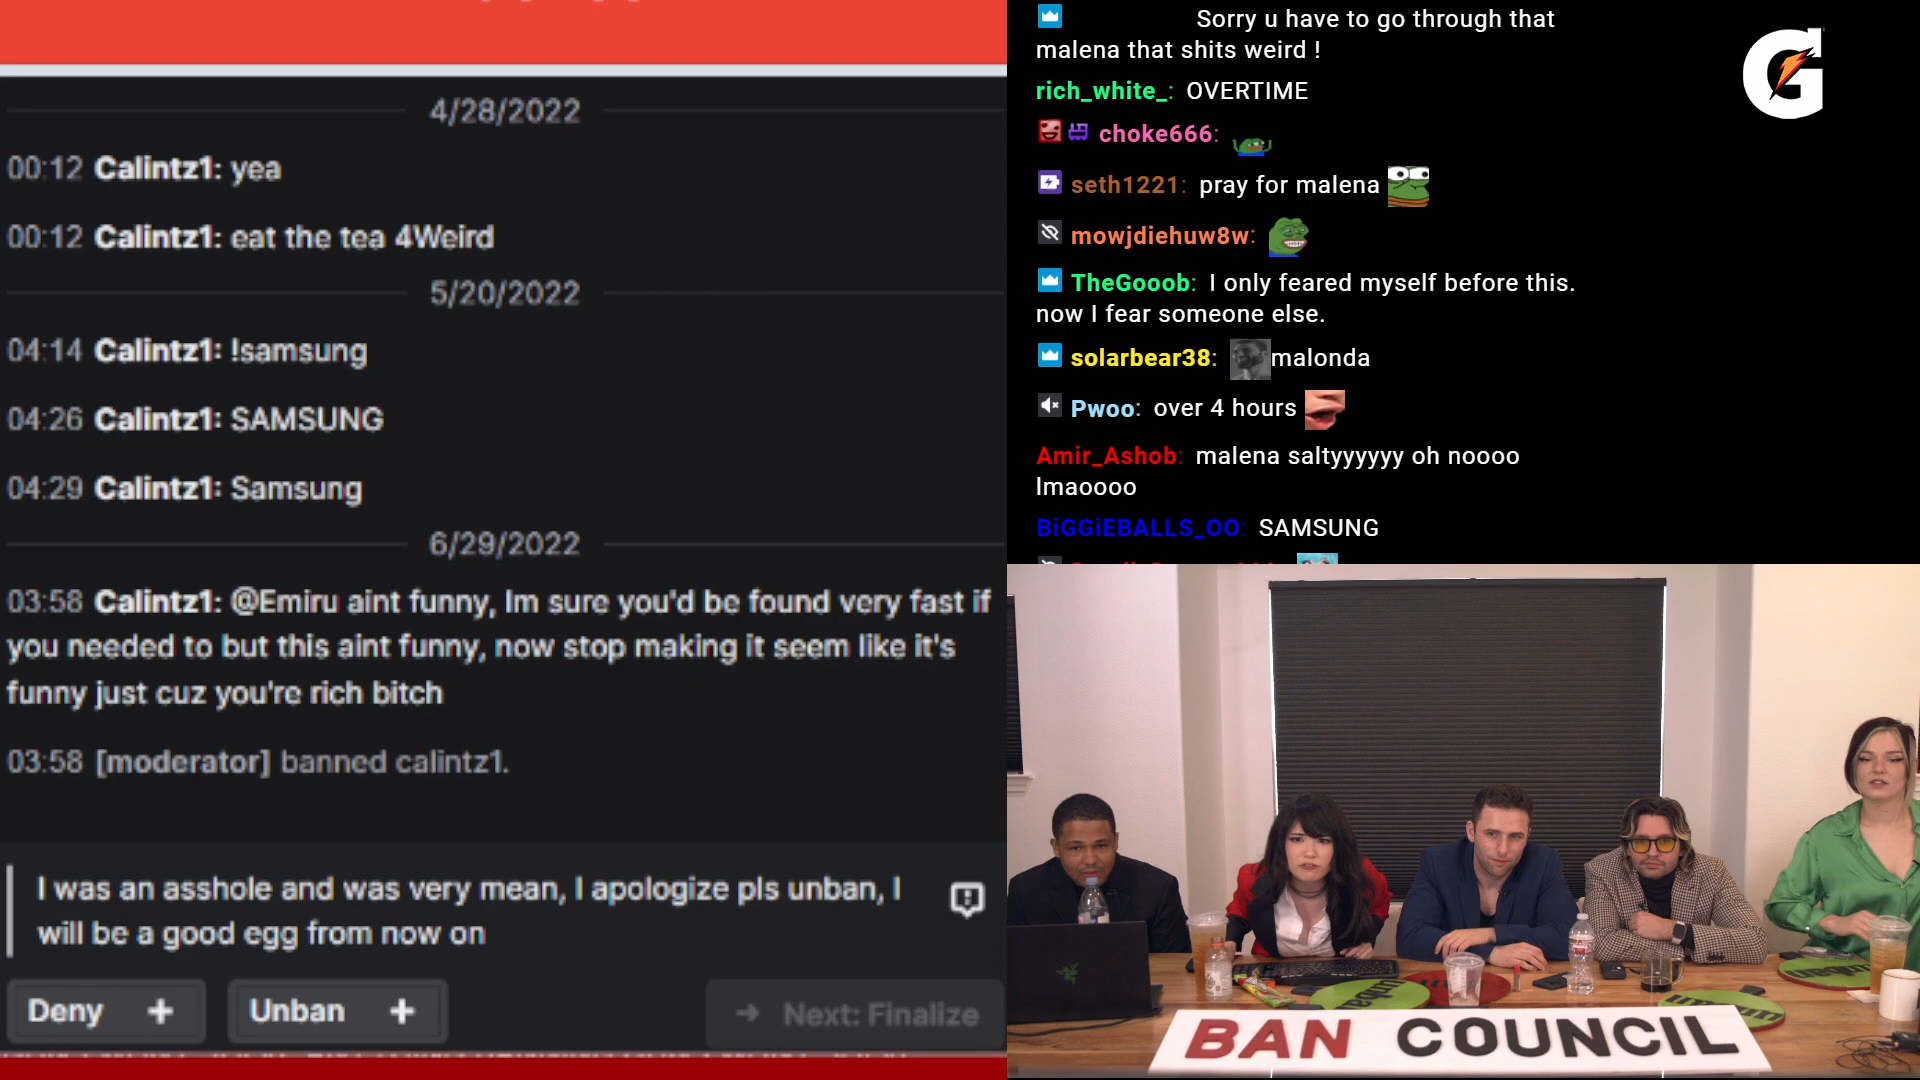 4/28/2022
00:12 Calintz1: yea
00:12 Calintz1: eat the tea 4Weird
5/20/2022
04:14 Calintz1: !samsung
04:26 Calintz1: SAMSUNG
04:29 Calintz1: Samsung
6/29/2022
03:58 Calintz1: @Emiru aint funny, Im sure you'd be found very fast if
you needed to but this aint funny, now stop making it seem like it's
funny just cuz you're rich bitch
03:58 [moderator] banned calintz1.
I was an asshole and was very mean, I apologize pls unban, I
will be a good egg from now on
Deny +
Unban +
→ Next: Finalize
Sorry u have to go through that
malena that shits weird !
rich_white_: OVERTIME
choke666:
seth1221: pray for malena
mowjdiehuw8w:
TheGooob: I only feared myself before this.
now I fear someone else.
solarbear38: malonda
Pwoo: over 4 hours
Amir_Ashob: malena saltyyyyyy oh noooo
lmaoooo
BiGGiEBALLS_OO: SAMSUNG
G
BAN COUNCIL